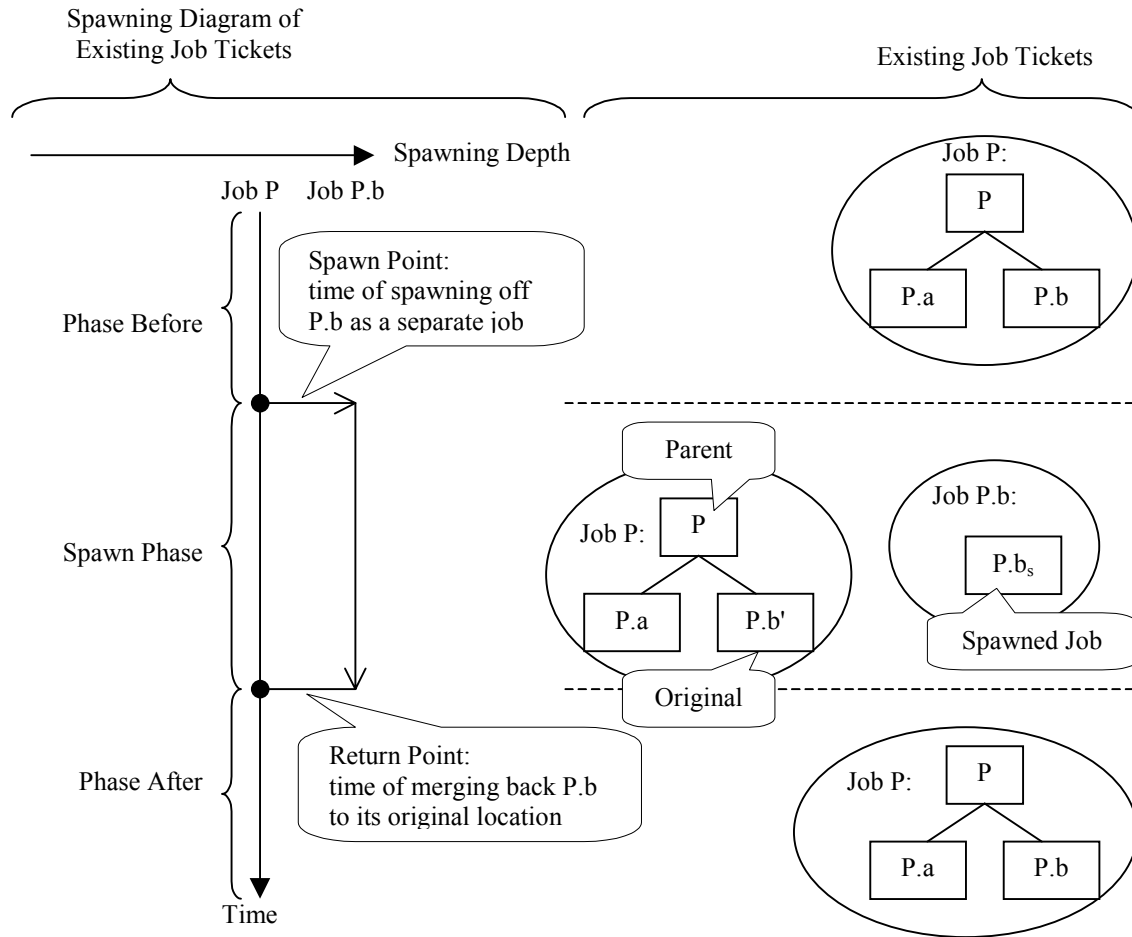 Spawning Diagram of
Existing Job Tickets
Existing Job Tickets
Spawning Depth
Job P
Job P.b
Job P:
P
P.a
P.b
Spawn Point:
time of spawning off
P.b as a separate job
Phase Before
Parent
Job P:
P
P.a
P.b'
Original
Job P.b:
P.bs
Spawned Job
Spawn Phase
Return Point:
time of merging back P.b
to its original location
Phase After
Job P:
P
P.a
P.b
Time